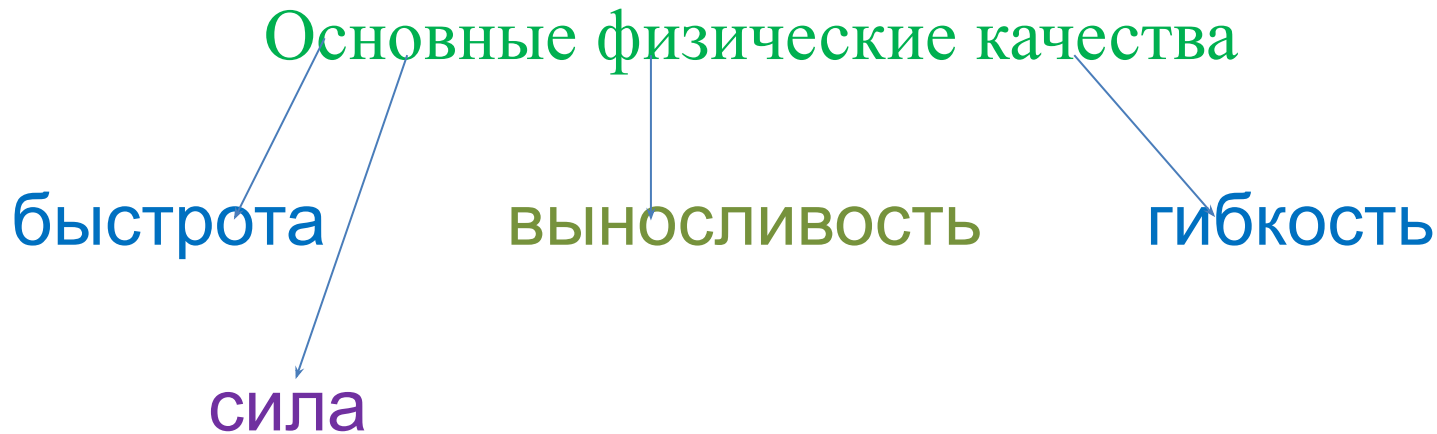 Основные физические качества
быстрота выносливость гибкость
сила